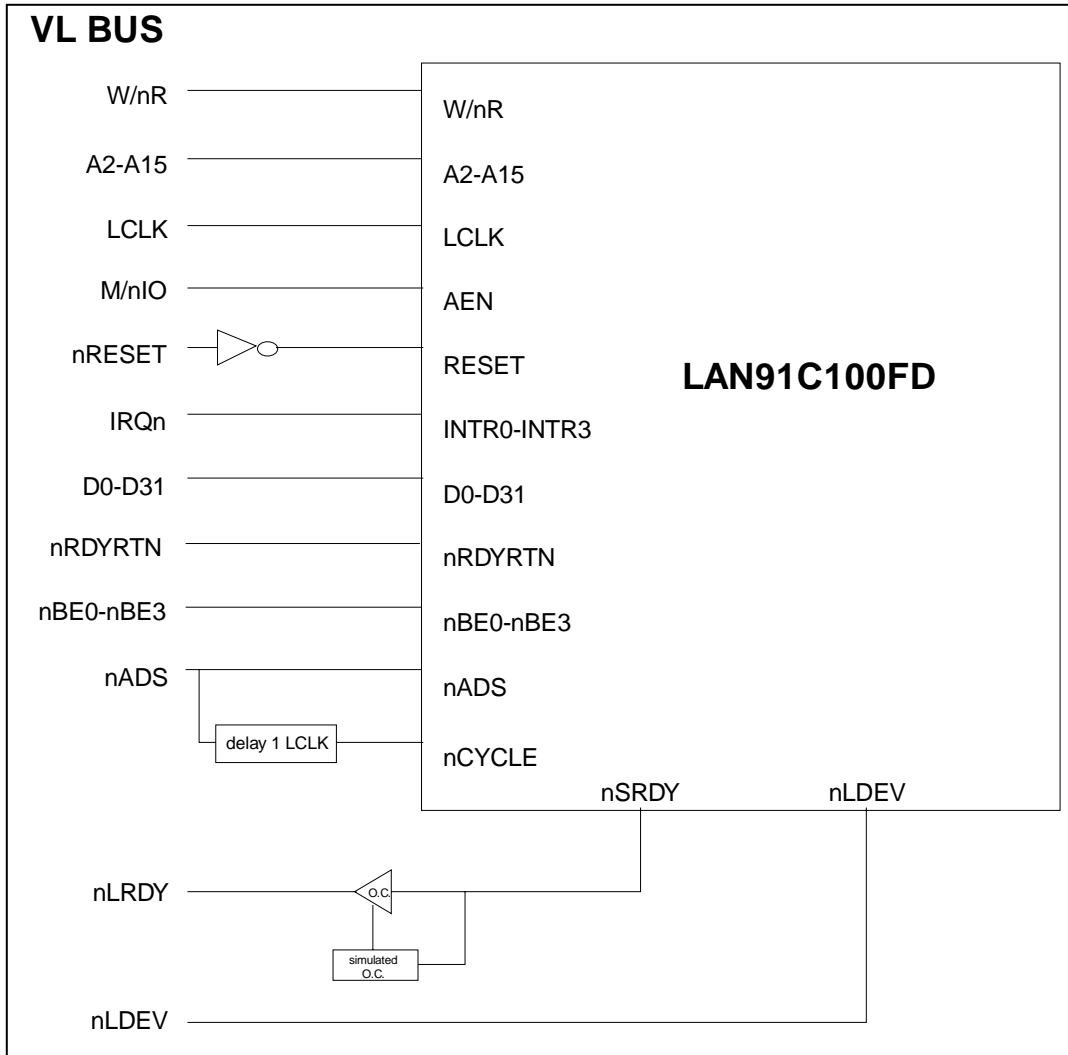 VL BUS
W/nR
W/nR
A2-A15
A2-A15
LCLK
LCLK
M/nIO
AEN
nRESET
RESET
LAN91C100FD
IRQn
INTR0-INTR3
D0-D31
D0-D31
nRDYRTN
nRDYRTN
nBE0-nBE3
nBE0-nBE3
nADS
nADS
delay 1 LCLK
nCYCLE
nSRDY
nLDEV
nLRDY
O.C.
simulated
O.C.
nLDEV